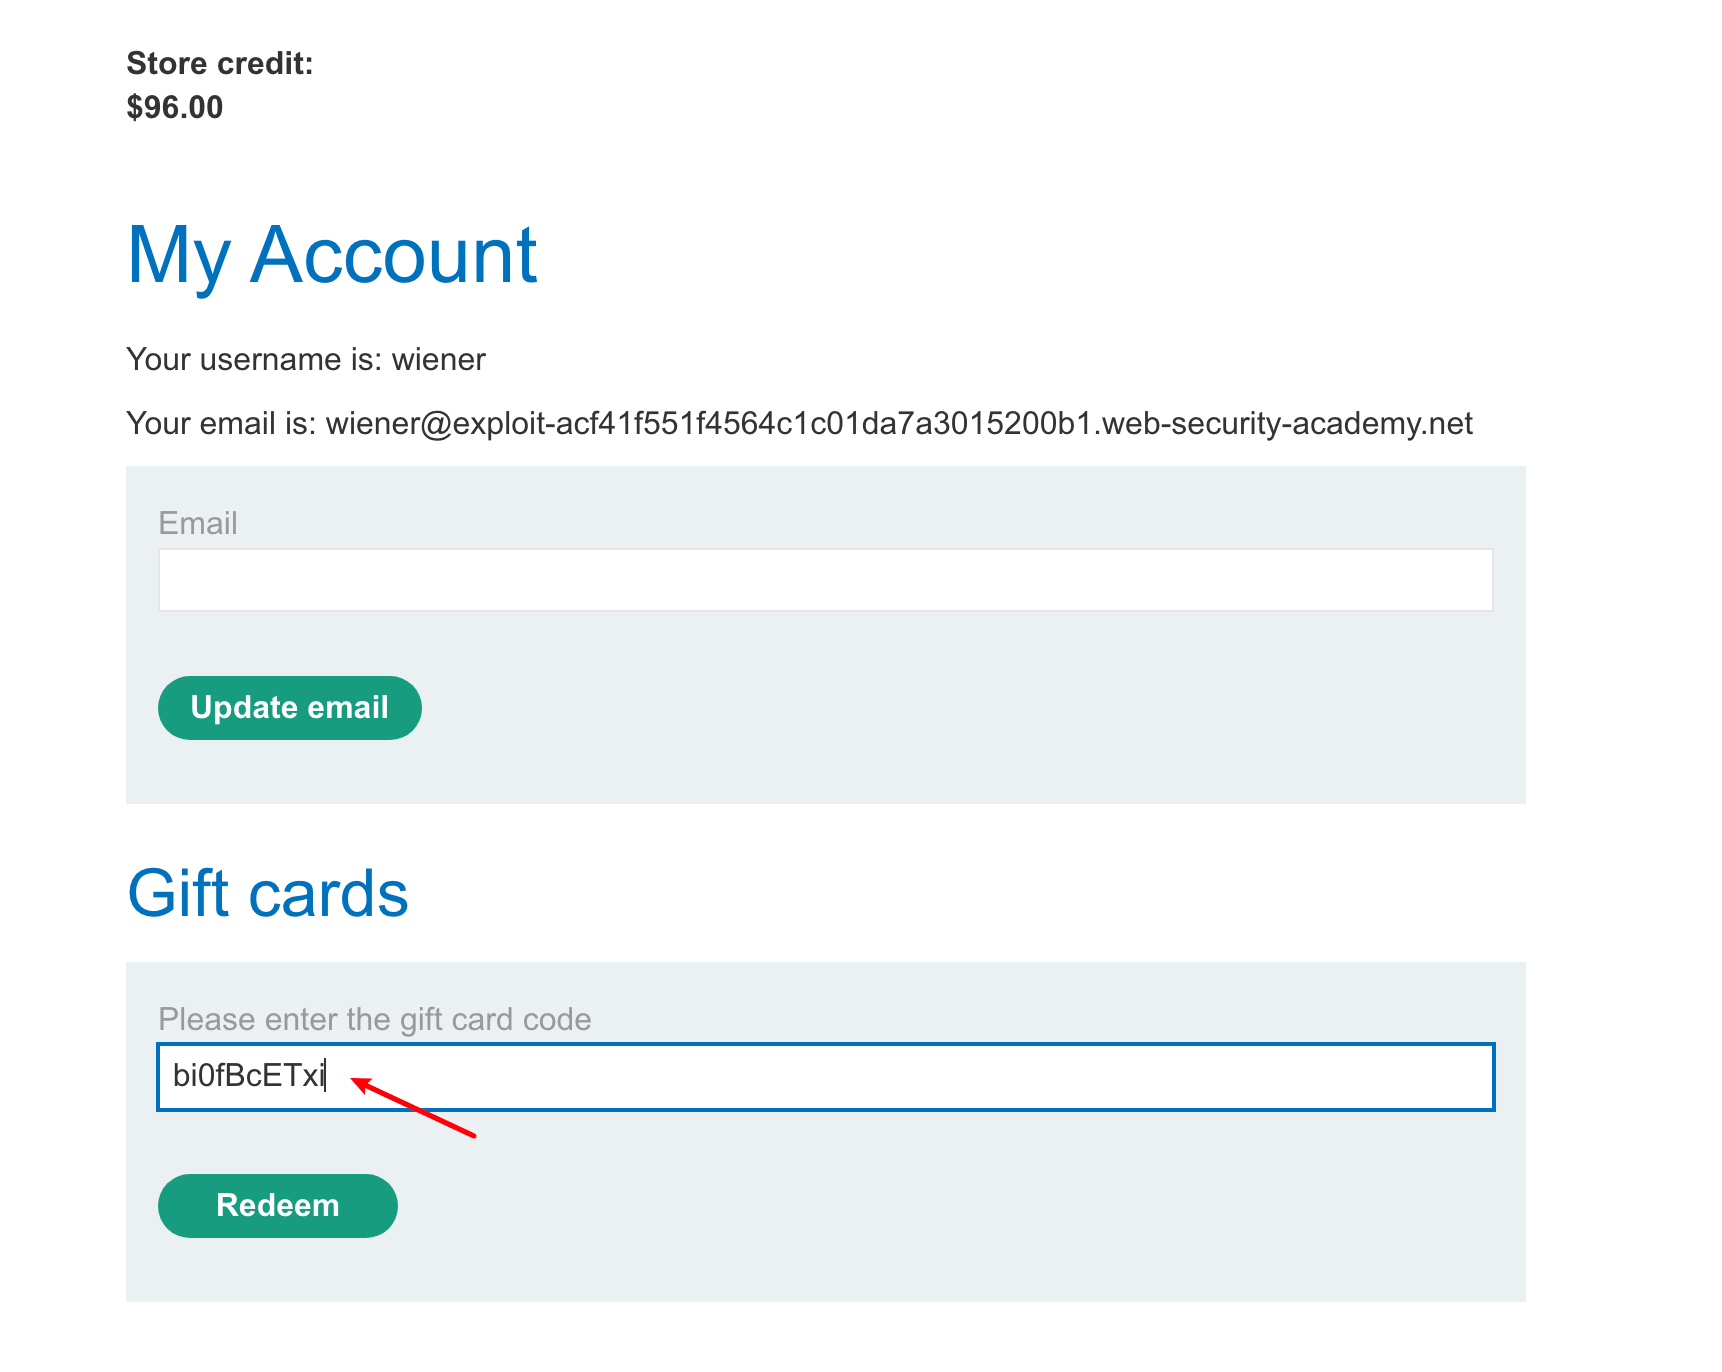 Store credit:
$96.00
My Account
Your username is: wiener
Your email is: wiener@exploit-acf41f551f4564c1c01da7a3015200b1.web-security-academy.net
Email
Update email
Gift cards
Please enter the gift card code
bi0fBcETxi
Redeem